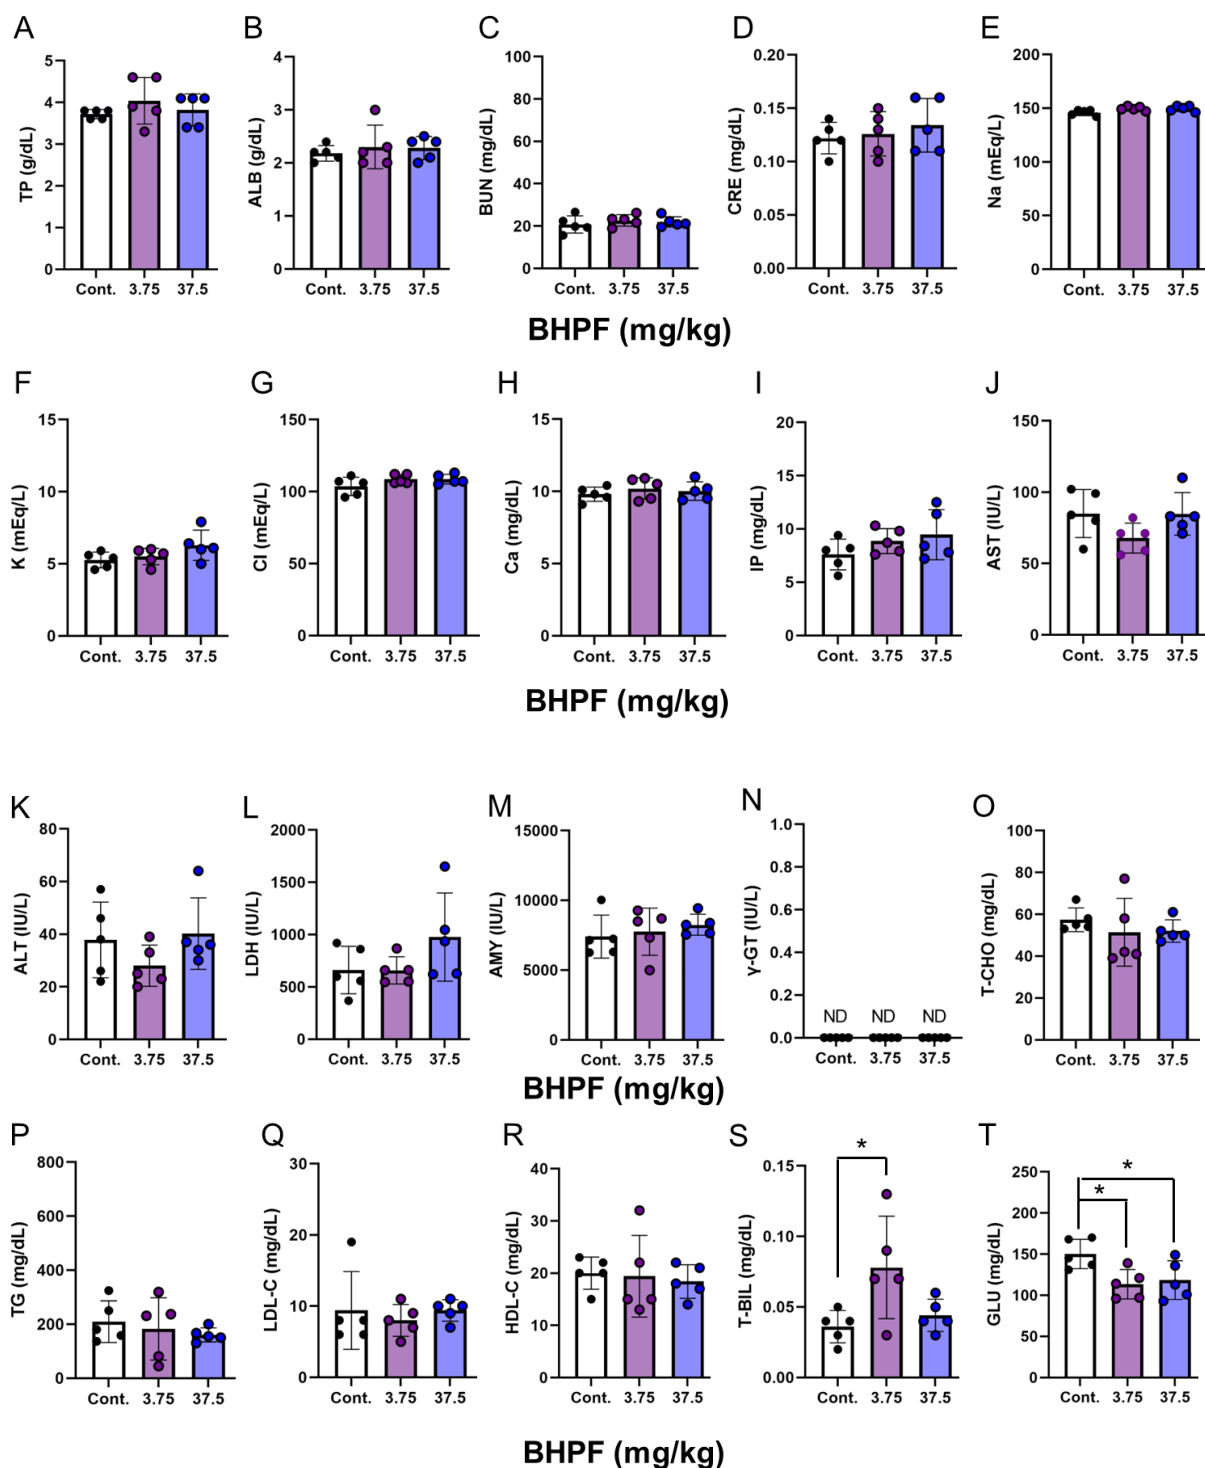 A B C D E
TP (g/dL)
5
4
3
2
1
0
Cont. 3.75 37.5
ALB (g/dL)
4
3
2
1
0
Cont. 3.75 37.5
BUN (mg/dL)
100
80
60
40
20
0
Cont. 3.75 37.5
CRE (mg/dL)
0.20
0.15
0.10
0.05
0.00
Cont. 3.75 37.5
Na (mEq/L)
200
150
100
50
0
Cont. 3.75 37.5
BHPF (mg/kg)
F G H I J
K (mEq/L)
15
10
5
0
Cont. 3.75 37.5
Cl (mEq/L)
150
100
50
0
Cont. 3.75 37.5
Ca (mg/dL)
15
10
5
0
Cont. 3.75 37.5
IP (mg/dL)
20
15
10
5
0
Cont. 3.75 37.5
AST (IU/L)
150
100
50
0
Cont. 3.75 37.5
BHPF (mg/kg)
K L M N O
ALT (IU/L)
80
60
40
20
0
Cont. 3.75 37.5
LDH (IU/L)
2000
1500
1000
500
0
Cont. 3.75 37.5
AMY (IU/L)
15000
10000
5000
0
Cont. 3.75 37.5
γ-GT (IU/L)
1.0
0.8
0.6
0.4
0.2
0.0
ND ND ND
Cont. 3.75 37.5
T-CHO (mg/dL)
100
80
60
40
20
0
Cont. 3.75 37.5
BHPF (mg/kg)
P Q R S T
TG (mg/dL)
800
600
400
200
0
Cont. 3.75 37.5
LDL-C (mg/dL)
30
20
10
0
Cont. 3.75 37.5
HDL-C (mg/dL)
40
30
20
10
0
Cont. 3.75 37.5
T-BIL (mg/dL)
0.15
0.10
0.05
0.00
*
Cont. 3.75 37.5
GLU (mg/dL)
250
200
150
100
50
0
*
*
Cont. 3.75 37.5
BHPF (mg/kg)